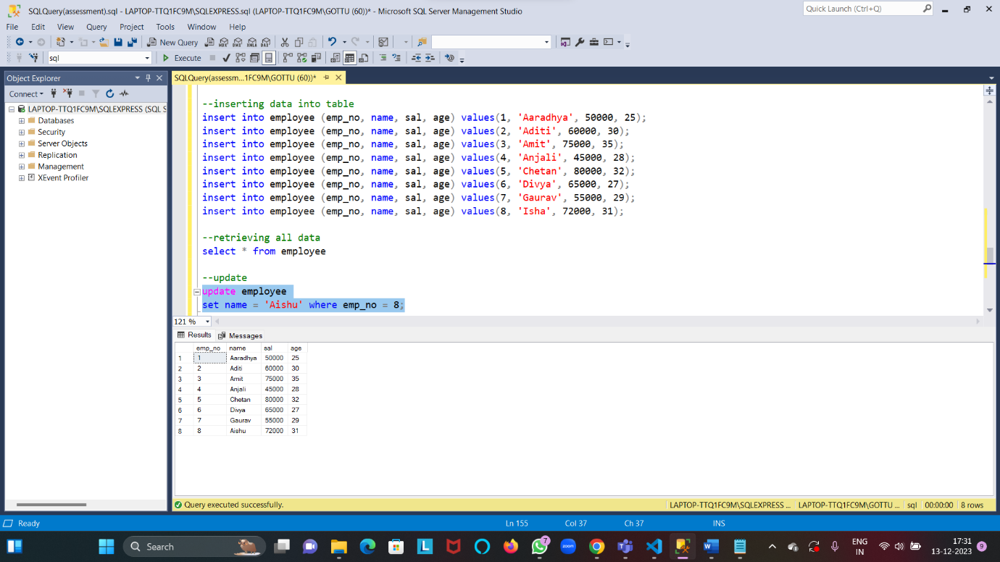 SQLQuery(assessment).sql - LAPTOP-TTQ1FC9M\SQLEXPRESS.sql (LAPTOP-TTQ1FC9M\GOTTU (60))* - Microsoft SQL Server Management Studio
Quick Launch (Ctrl+Q)
File Edit View Query Project Tools Window Help
New Query
MDX DMX XMLA DAX
sql
Execute
Object Explorer
Connect
LAPTOP-TTQ1FC9M\SQLEXPRESS (SQL S
Databases
Security
Server Objects
Replication
Management
XEvent Profiler
SQLQuery(assessm...1FC9M\GOTTU (60))*
--inserting data into table
insert into employee (emp_no, name, sal, age) values(1, 'Aaradhya', 50000, 25);
insert into employee (emp_no, name, sal, age) values(2, 'Aditi', 60000, 30);
insert into employee (emp_no, name, sal, age) values(3, 'Amit', 75000, 35);
insert into employee (emp_no, name, sal, age) values(4, 'Anjali', 45000, 28);
insert into employee (emp_no, name, sal, age) values(5, 'Chetan', 80000, 32);
insert into employee (emp_no, name, sal, age) values(6, 'Divya', 65000, 27);
insert into employee (emp_no, name, sal, age) values(7, 'Gaurav', 55000, 29);
insert into employee (emp_no, name, sal, age) values(8, 'Isha', 72000, 31);
--retrieving all data
select * from employee
--update
update employee
set name = 'Aishu' where emp_no = 8;
121 %
Results Messages
emp_no name sal age
1 1 Aaradhya 50000 25
2 2 Aditi 60000 30
3 3 Amit 75000 35
4 4 Anjali 45000 28
5 5 Chetan 80000 32
6 6 Divya 65000 27
7 7 Gaurav 55000 29
8 8 Aishu 72000 31
Query executed successfully.
LAPTOP-TTQ1FC9M\SQLEXPRESS ... LAPTOP-TTQ1FC9M\GOTTU ... sql 00:00:00 8 rows
Ready
Ln 155 Col 37 Ch 37 INS
Search
L
7
zoom
W
ENG
IN
17:31
13-12-2023
9